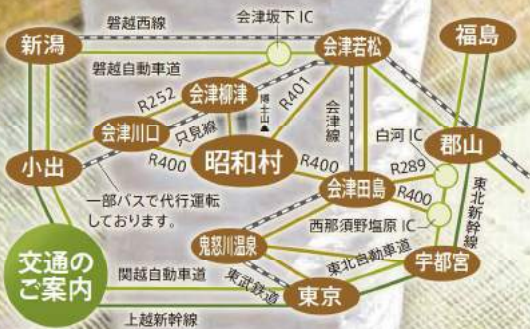 磐越西線
会津坂下 IC
新潟
会津若松
福島
磐越自動車道
会津柳津
R252
R401
博士山▲
会津川口
只見線
会津線
白河 IC
郡山
小出
R400
昭和村
R400
R289
会津田島
R400
一部バスで代行運転
しております。
西那須野塩原 IC
東北新幹線
鬼怒川温泉
交通の
ご案内
関越自動車道
東武鉄道
東北自動車道
宇都宮
東京
上越新幹線